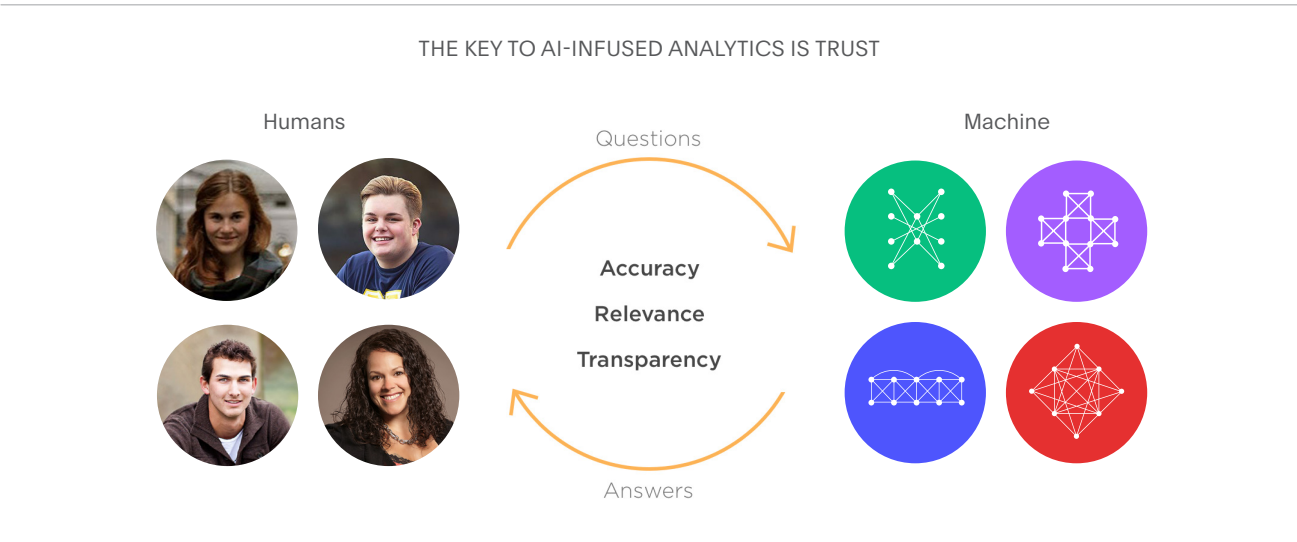 THE KEY TO AI-INFUSED ANALYTICS IS TRUST
Humans
Questions
Machine
Accuracy
Relevance
Transparency
Answers